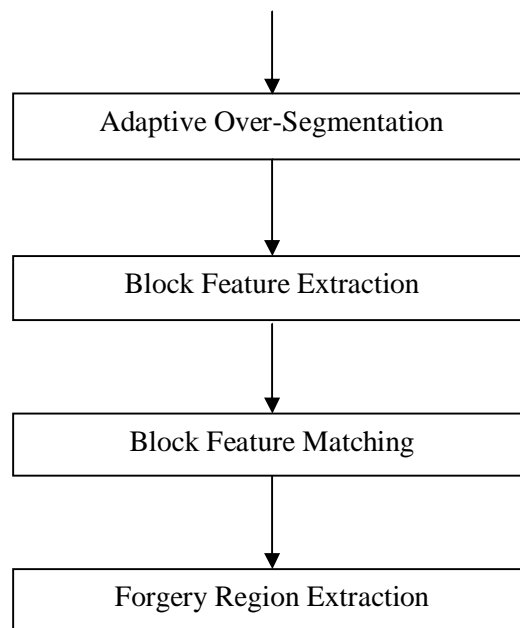 Adaptive Over-Segmentation
Block Feature Extraction
Block Feature Matching
Forgery Region Extraction